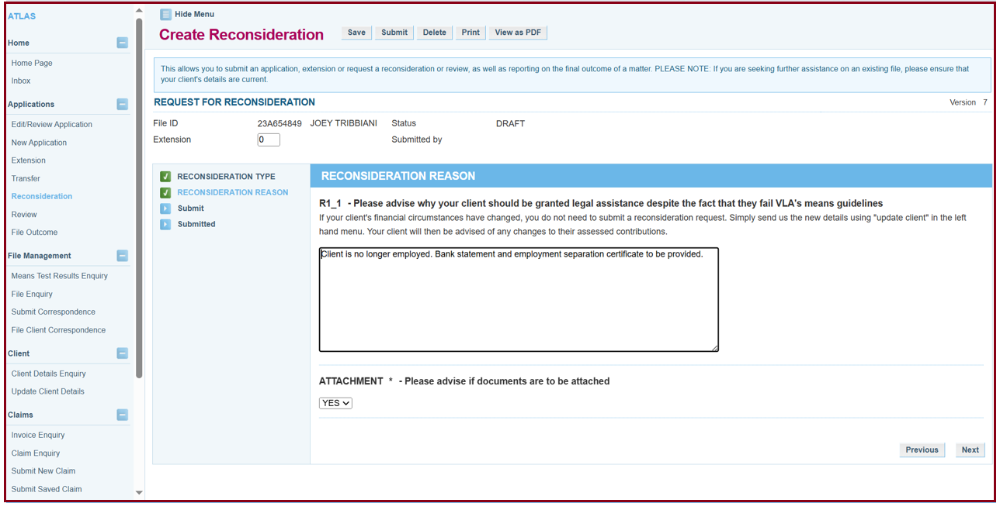 ATLAS
Home
Home Page
Inbox
Applications
Edit/Review Application
New Application
Extension
Transfer
Reconsideration
Review
File Outcome
File Management
Means Test Results Enquiry
File Enquiry
Submit Correspondence
File Client Correspondence
Client
Client Details Enquiry
Update Client Details
Claims
Invoice Enquiry
Claim Enquiry
Submit New Claim
Submit Saved Claim
Hide Menu
Create Reconsideration Save Submit Delete Print View as PDF
This allows you to submit an application, extension or request a reconsideration or review, as well as reporting on the final outcome of a matter. PLEASE NOTE: If you are seeking further assistance on an existing file, please ensure that
your client's details are current.
REQUEST FOR RECONSIDERATION Version 7
File ID 23A654849 JOEY TRIBBIANI Status DRAFT
Extension 0 Submitted by
RECONSIDERATION TYPE
RECONSIDERATION REASON
Submit
Submitted
RECONSIDERATION REASON
R1_1 - Please advise why your client should be granted legal assistance despite the fact that they fail VLA's means guidelines
If your client's financial circumstances have changed, you do not need to submit a reconsideration request. Simply send us the new details using "update client" in the left
hand menu. Your client will then be advised of any changes to their assessed contributions.
Client is no longer employed. Bank statement and employment separation certificate to be provided.
ATTACHMENT * - Please advise if documents are to be attached
YES
Previous Next